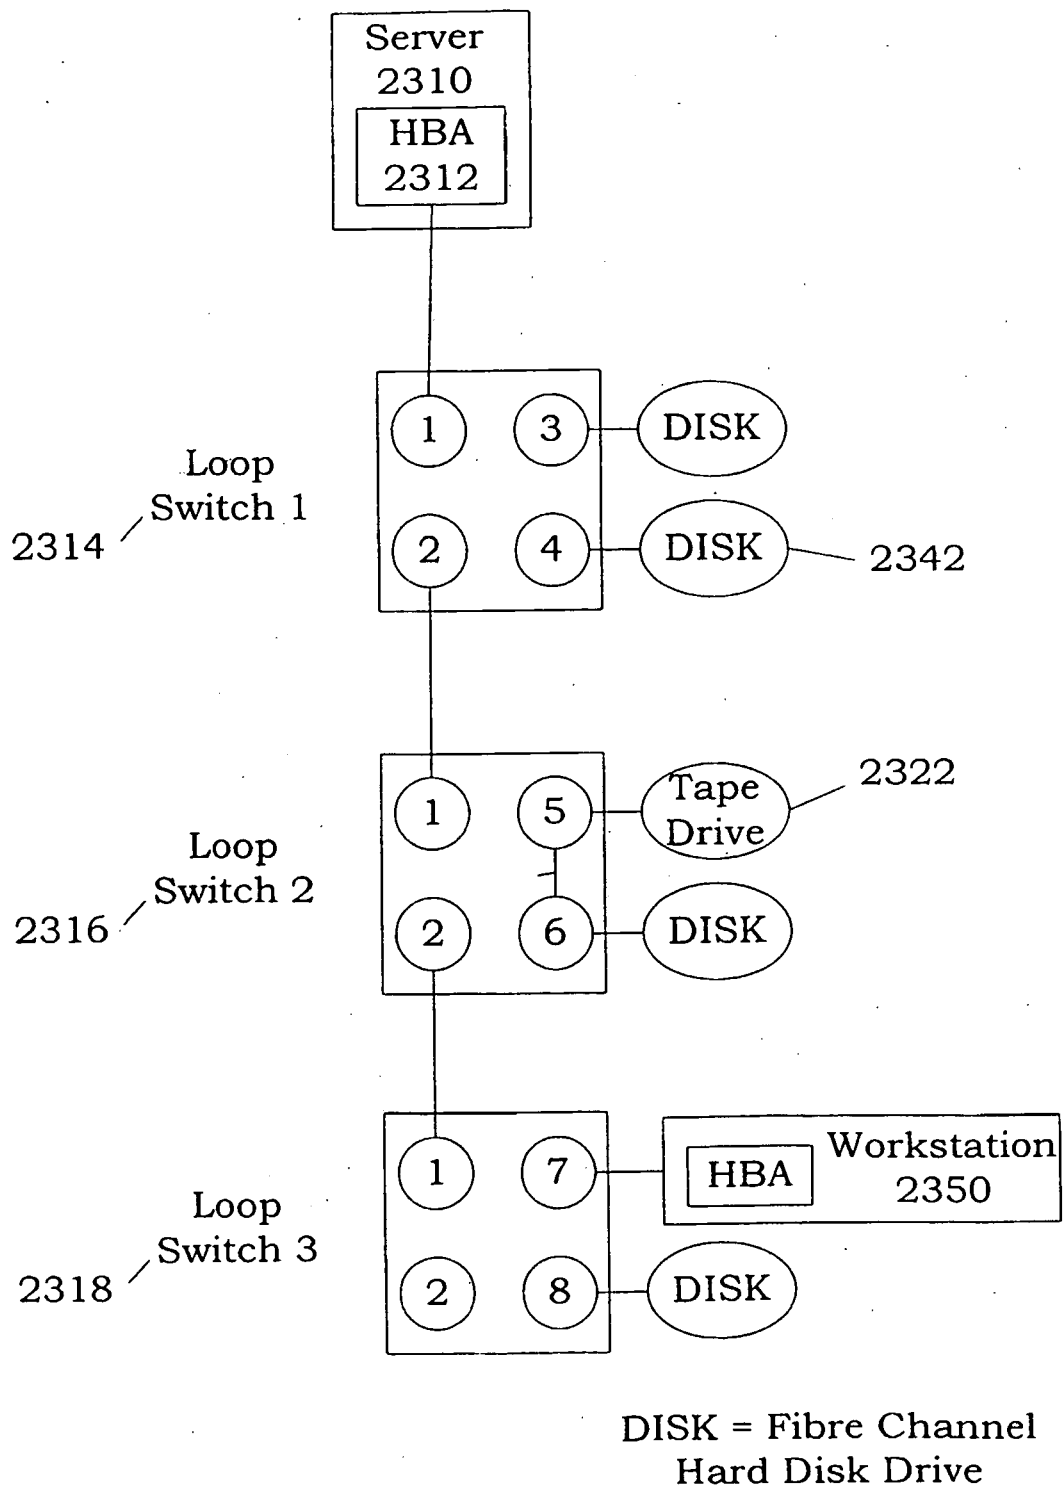 Server
2310
HBA
2312
1
3
DISK
Loop
Switch 1
2314
2
4
DISK
2342
1
5
Tape
Drive
2322
Loop
Switch 2
2316
2
6
DISK
1
7
HBA
Workstation
2350
Loop
Switch 3
2318
2
8
DISK
DISK = Fibre Channel
Hard Disk Drive